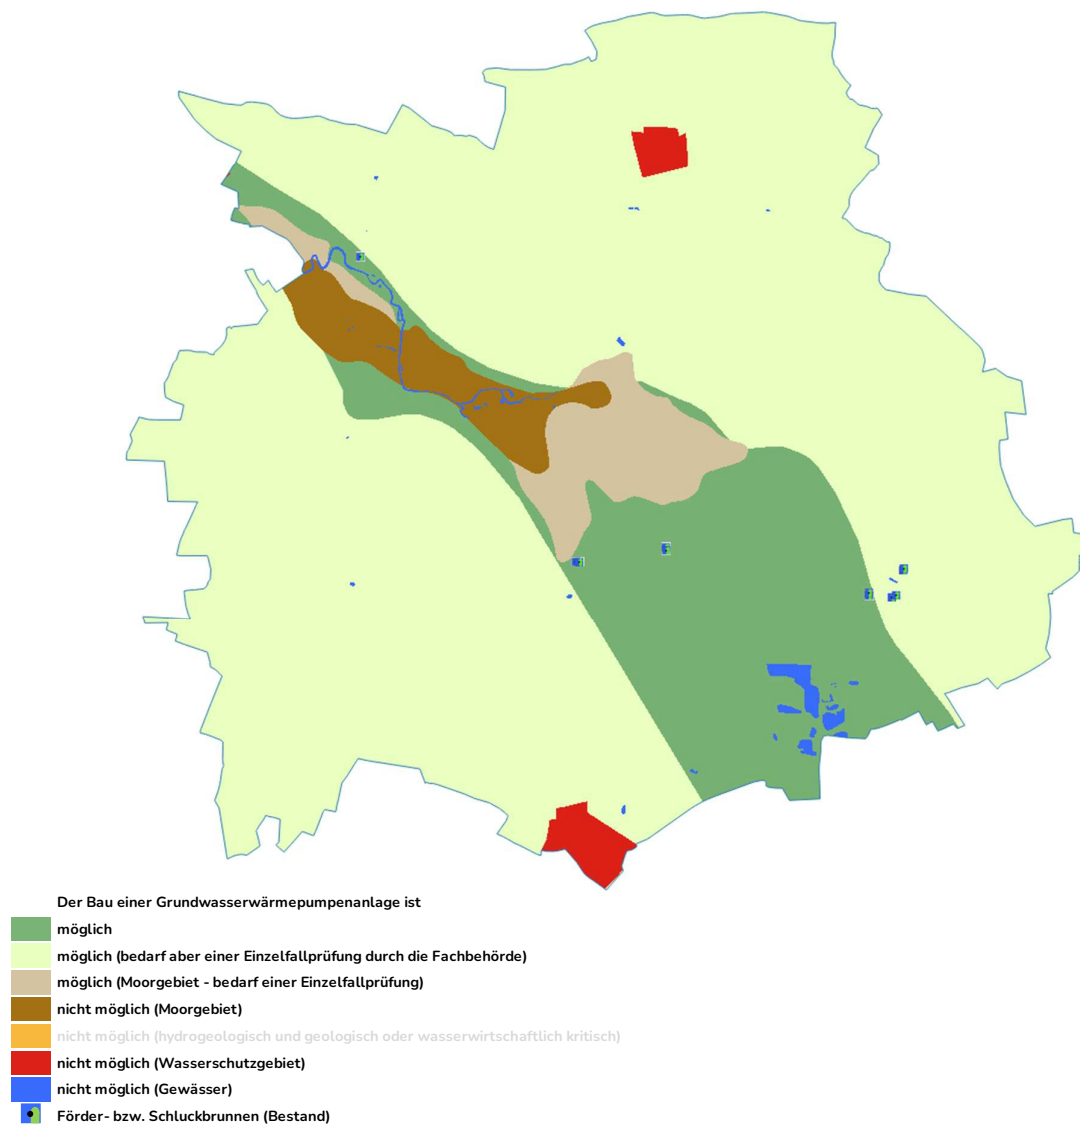 Der Bau einer Grundwasserwärmepumpenanlage ist
möglich
möglich (bedarf aber einer Einzelfallprüfung durch die Fachbehörde)
möglich (Moorgebiet - bedarf einer Einzelfallprüfung)
nicht möglich (Moorgebiet)
nicht möglich (hydrogeologisch und geologisch oder wasserwirtschaftlich kritisch)
nicht möglich (Wasserschutzgebiet)
nicht möglich (Gewässer)
Förder- bzw. Schluckbrunnen (Bestand)